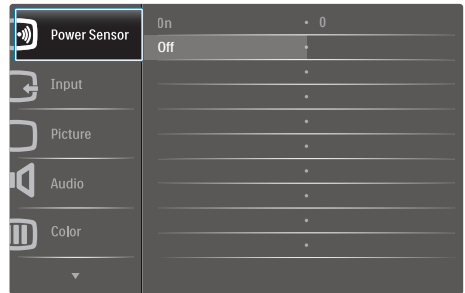 Power Sensor
Input
Picture
Audio
Color
On • 0
Off •